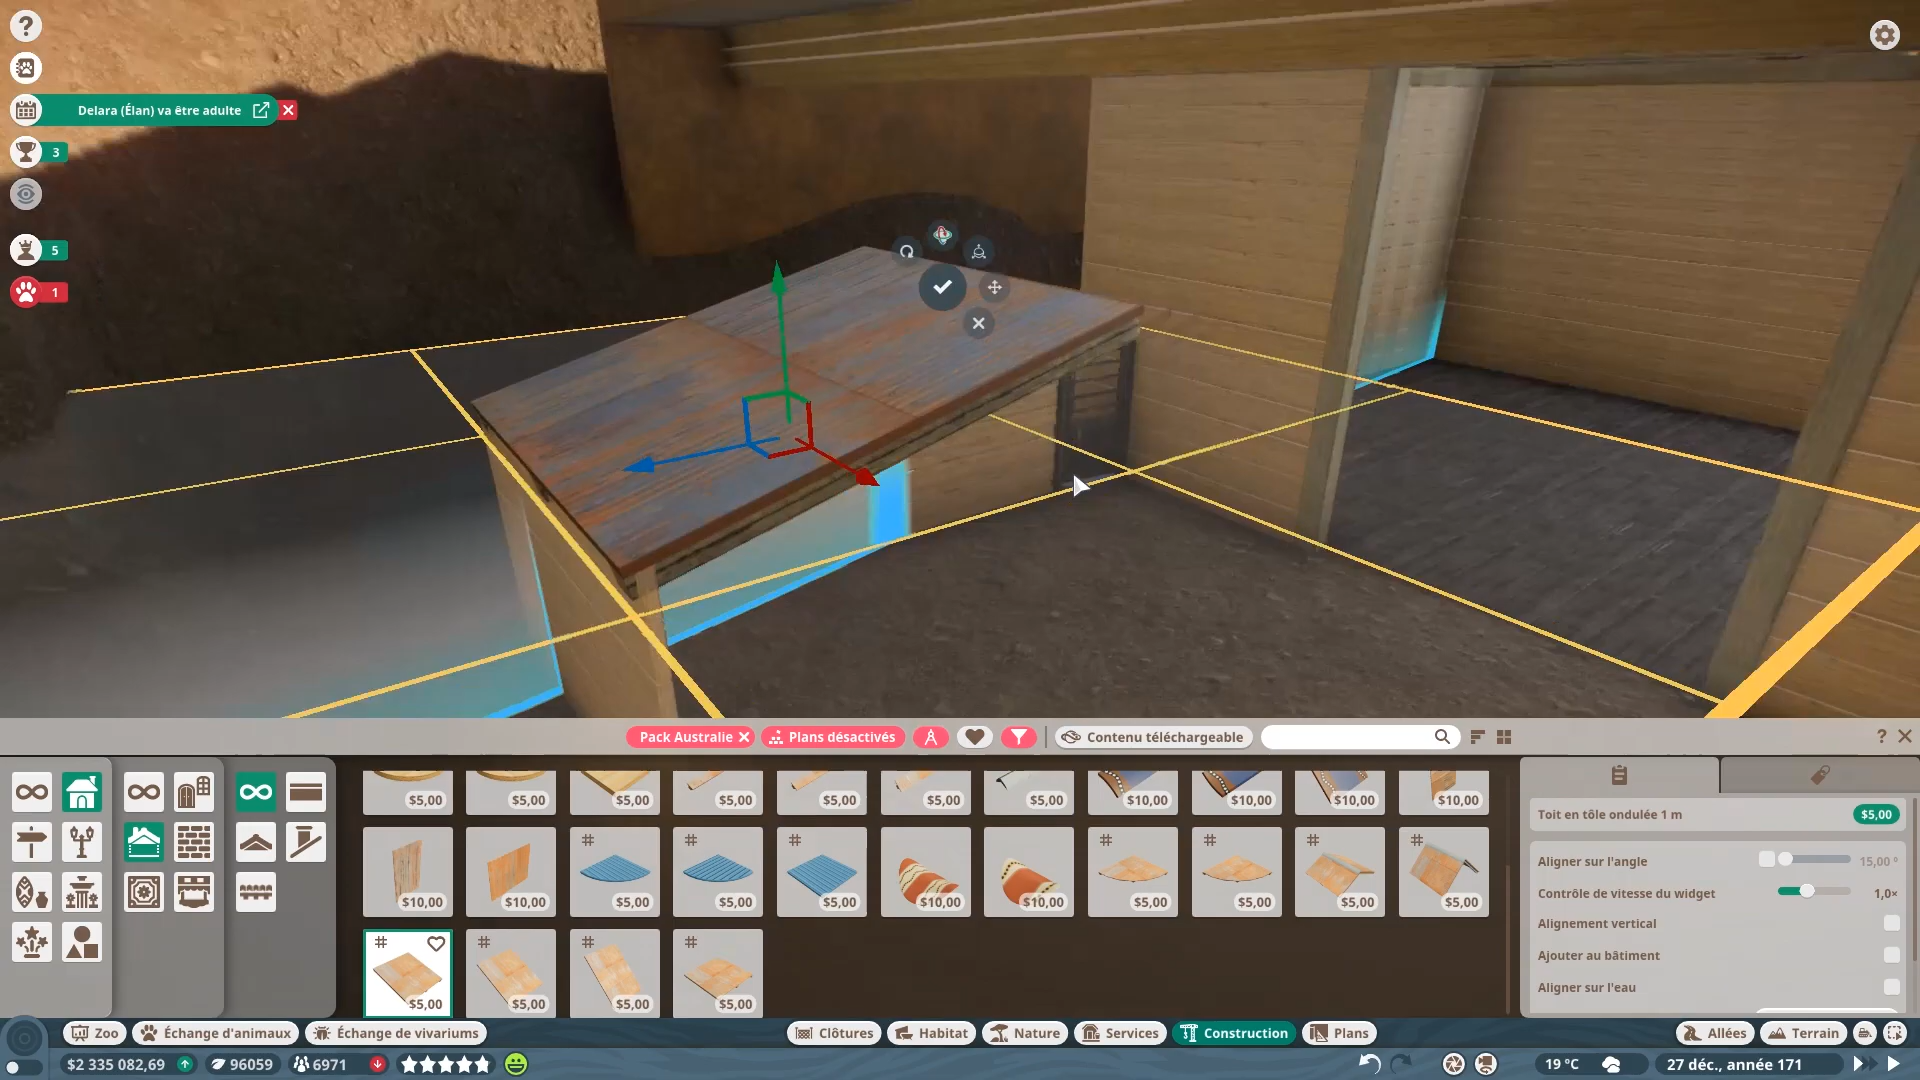 ?
Delara (Élan) va être adulte
3
5
1
Pack Australie
Plans désactivés
Contenu téléchargeable
?
$5,00 $5,00 $5,00 $5,00 $5,00 $5,00 $5,00 $10,00 $10,00 $10,00 $10,00
$10,00 $10,00 $5,00 $5,00 $5,00 $10,00 $10,00 $5,00 $5,00 $5,00 $5,00
$5,00 $5,00 $5,00 $5,00
Toit en tôle ondulée 1 m $5,00
Aligner sur l'angle 15,00 °
Contrôle de vitesse du widget 1,0×
Alignement vertical
Ajouter au bâtiment
Aligner sur l'eau
Zoo Échange d'animaux Échange de vivariums Clôtures Habitat Nature Services Construction Plans Allées Terrain
$2 335 082,69 96059 6971 19 °C 27 déc., année 171